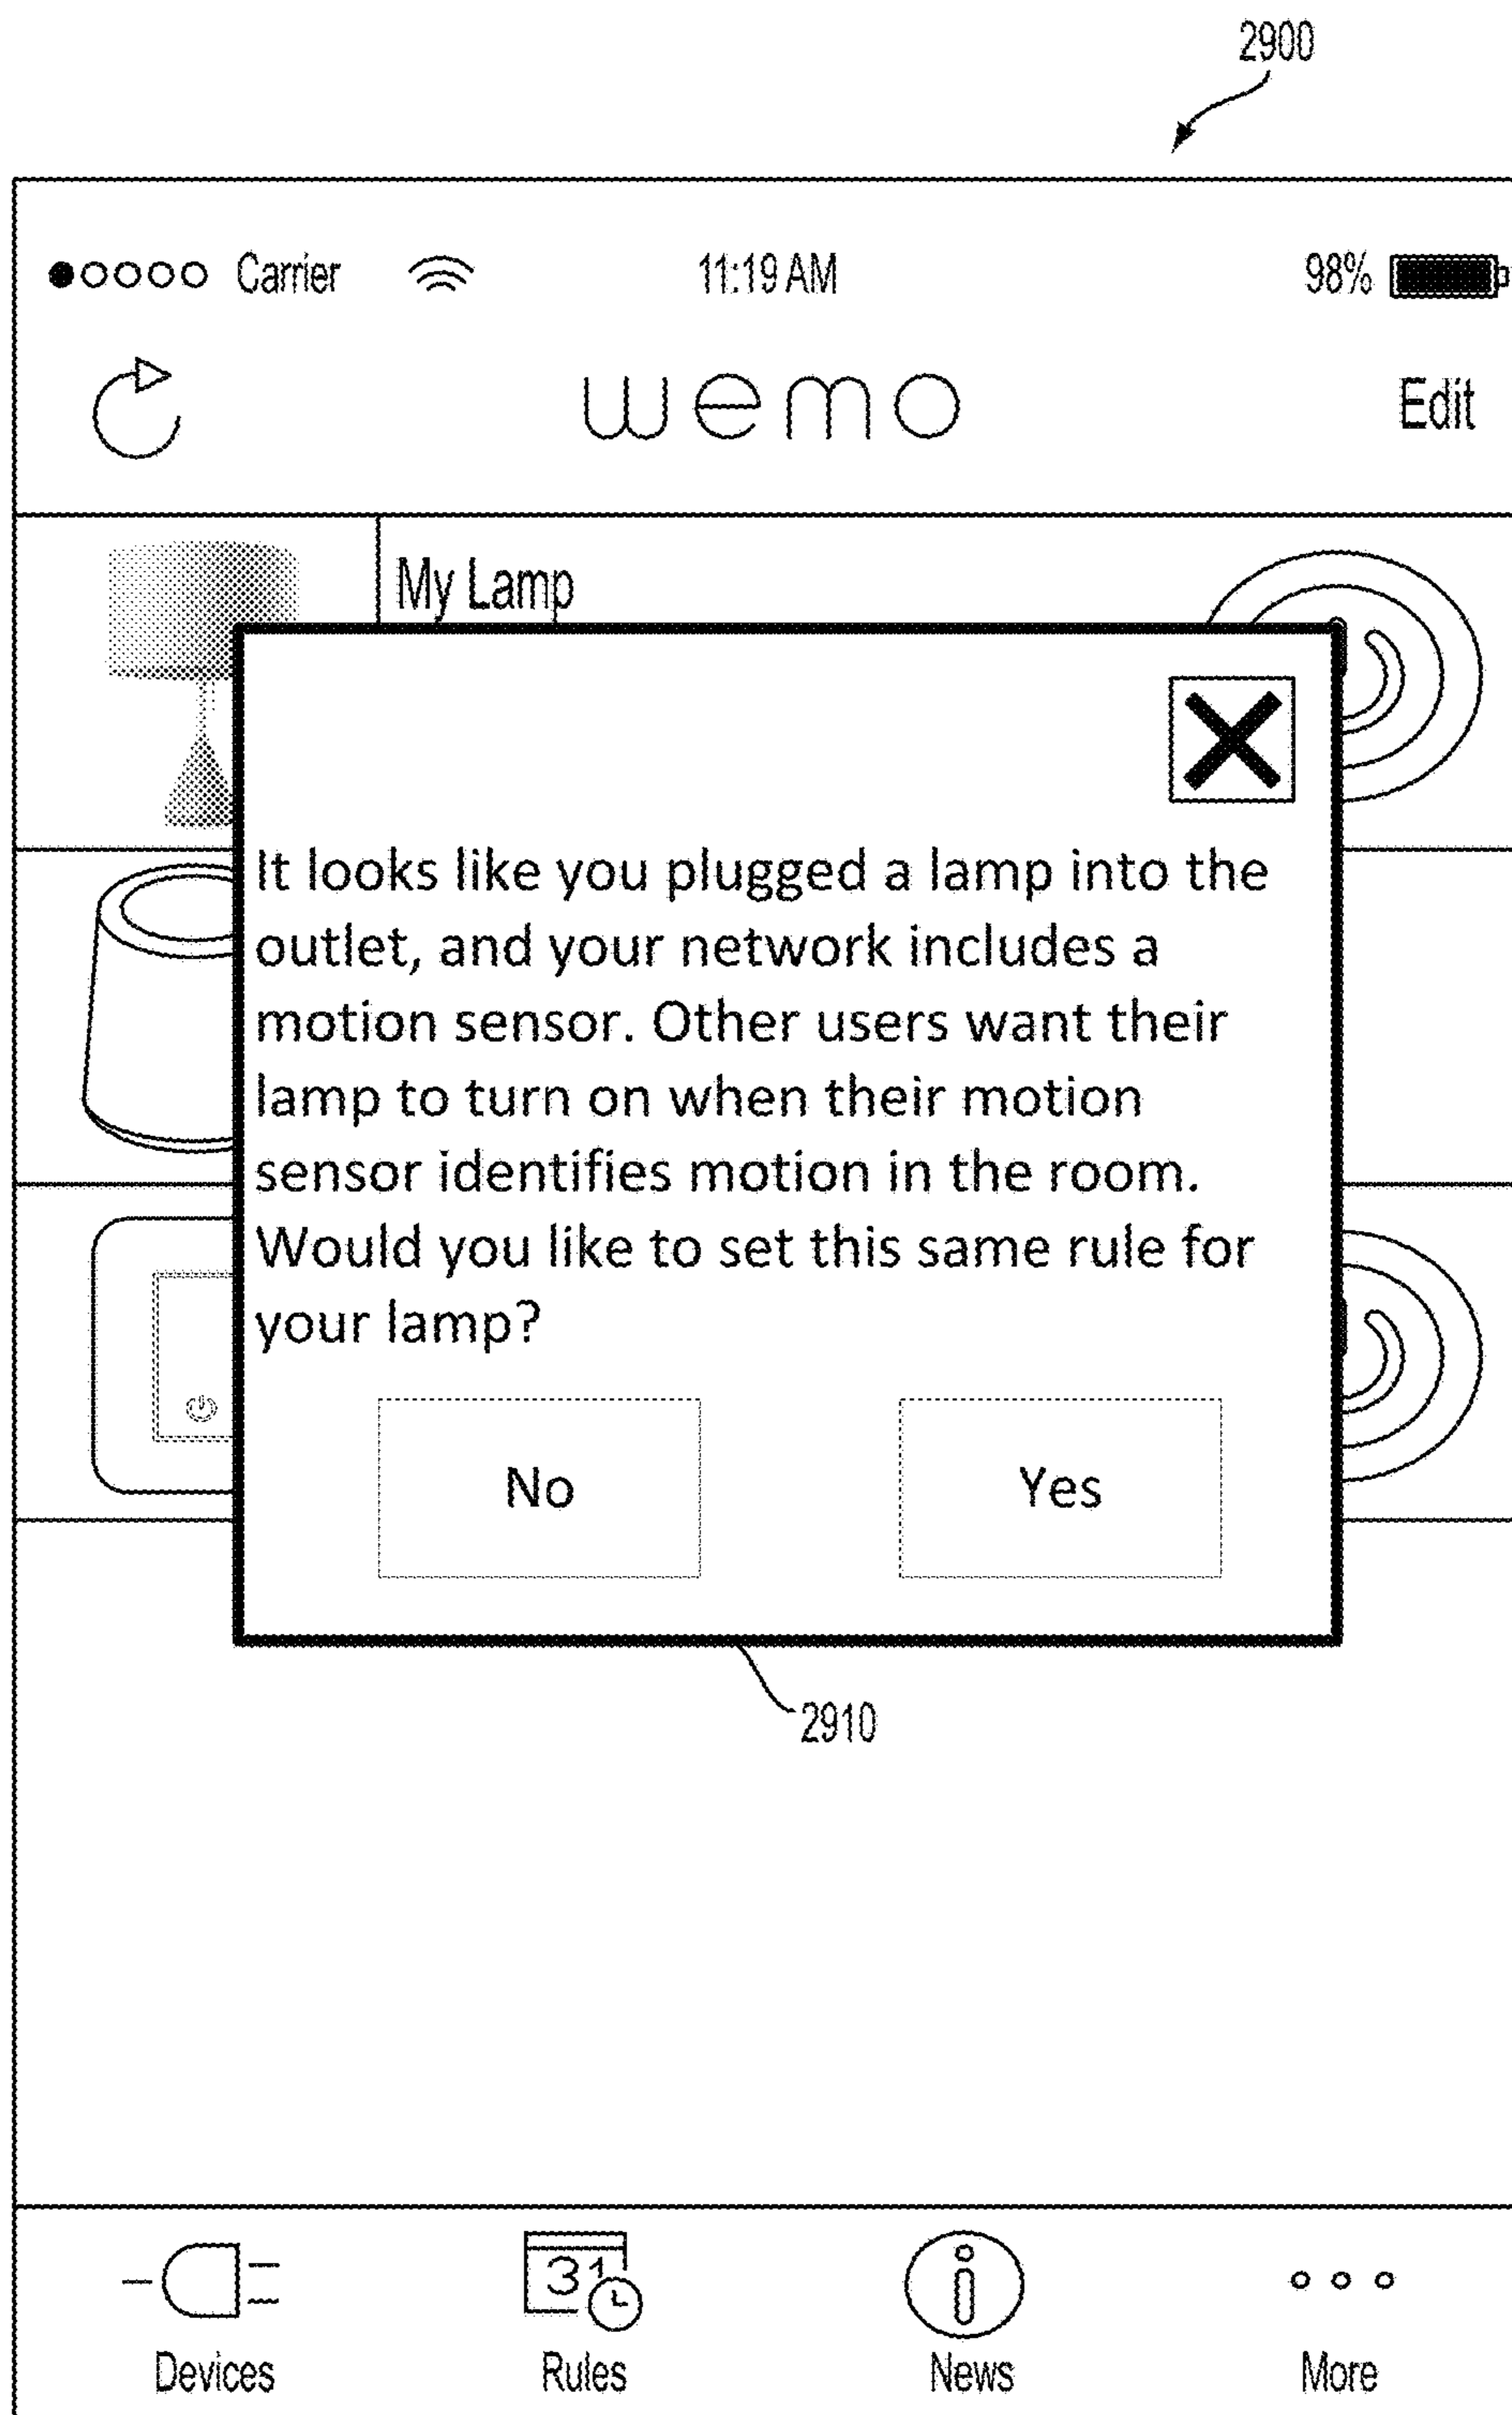 2900
Carrier 11:19 AM 98%
wemo Edit
My Lamp
It looks like you plugged a lamp into the
outlet, and your network includes a
motion sensor. Other users want their
lamp to turn on when their motion
sensor identifies motion in the room.
Would you like to set this same rule for
your lamp?
No Yes
2910
31
Devices Rules News More